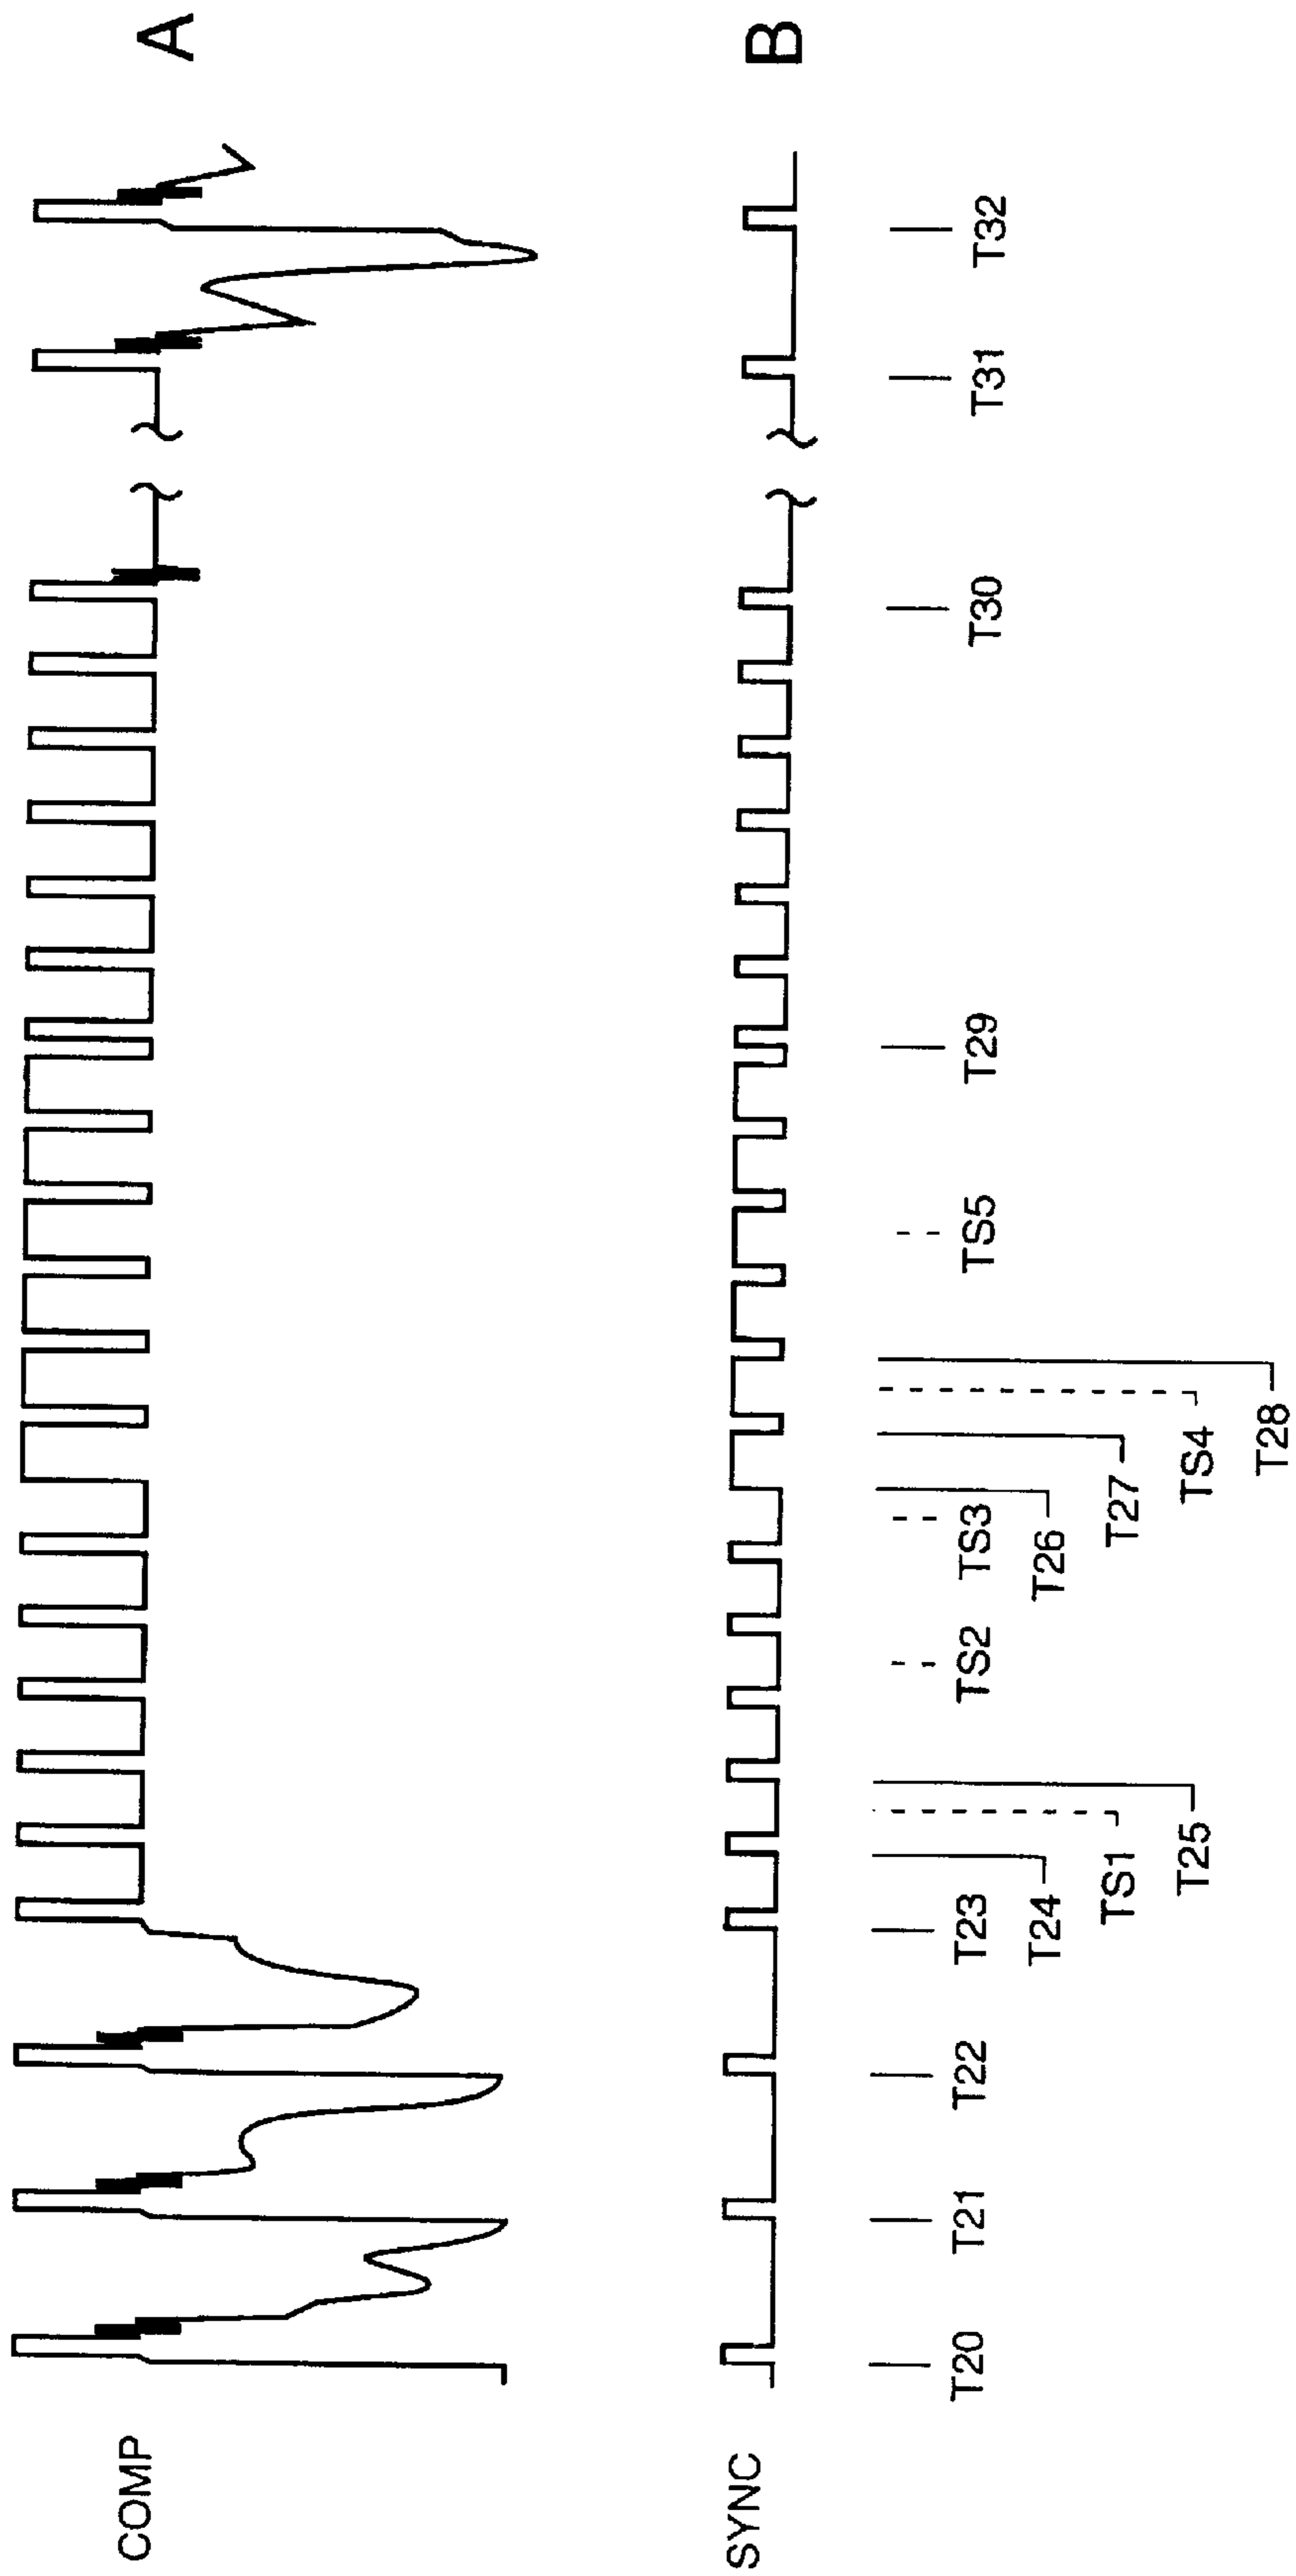 COMP
A
SYNC
B
T20
T21
T22
T23
T24
TS1
T25
TS2
TS3
T26
T27
TS4
T28
TS5
T29
T30
T31
T32